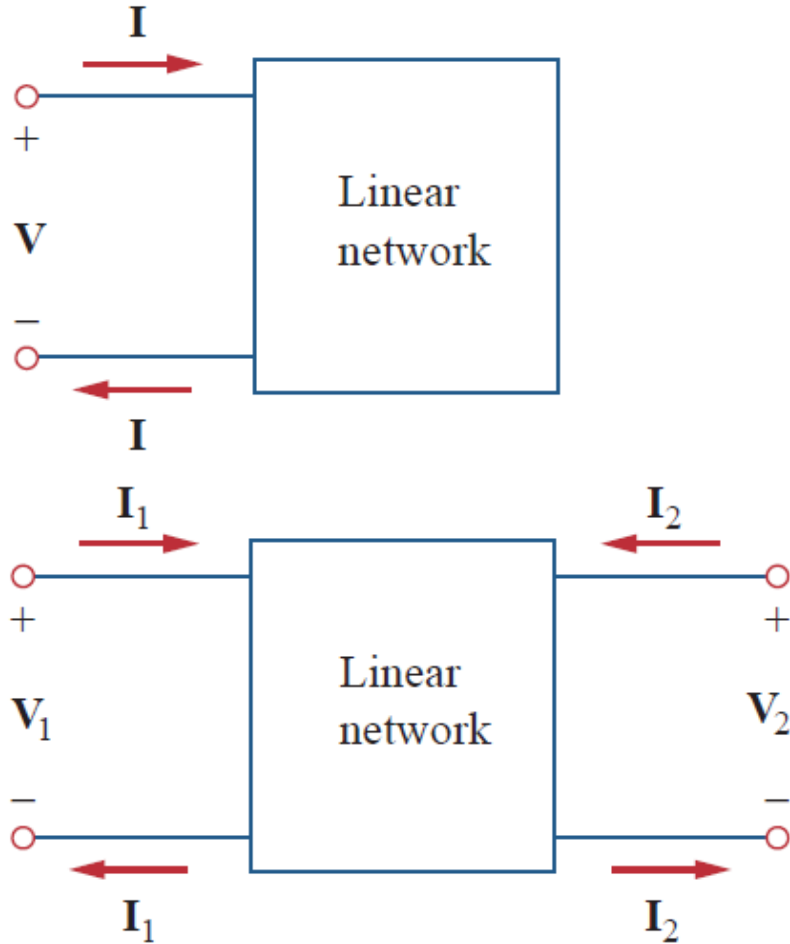 I
+
V
−
I
Linear
network
I₁ I₂
+ +
V₁ V₂
− −
I₁ I₂
Linear
network